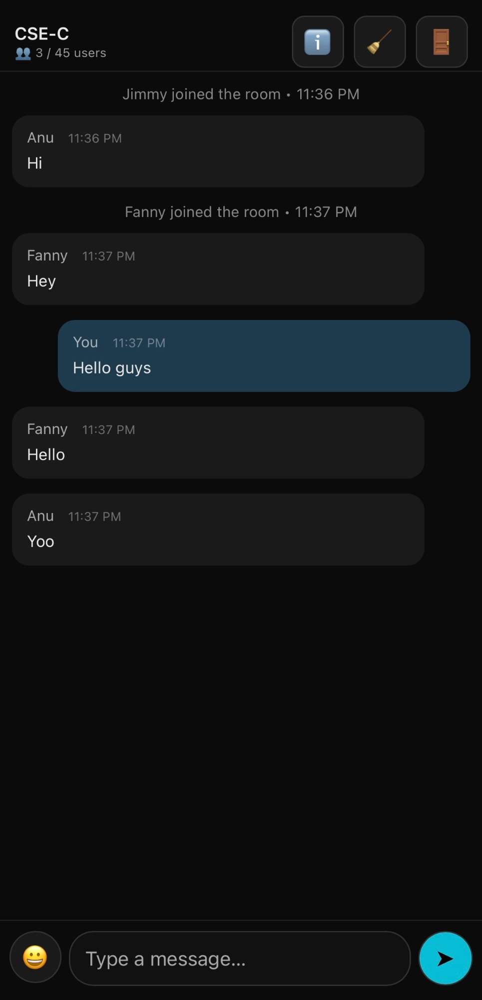 CSE-C
👥 3 / 45 users
Jimmy joined the room • 11:36 PM
Anu 11:36 PM
Hi
Fanny joined the room • 11:37 PM
Fanny 11:37 PM
Hey
You 11:37 PM
Hello guys
Fanny 11:37 PM
Hello
Anu 11:37 PM
Yoo
Type a message...